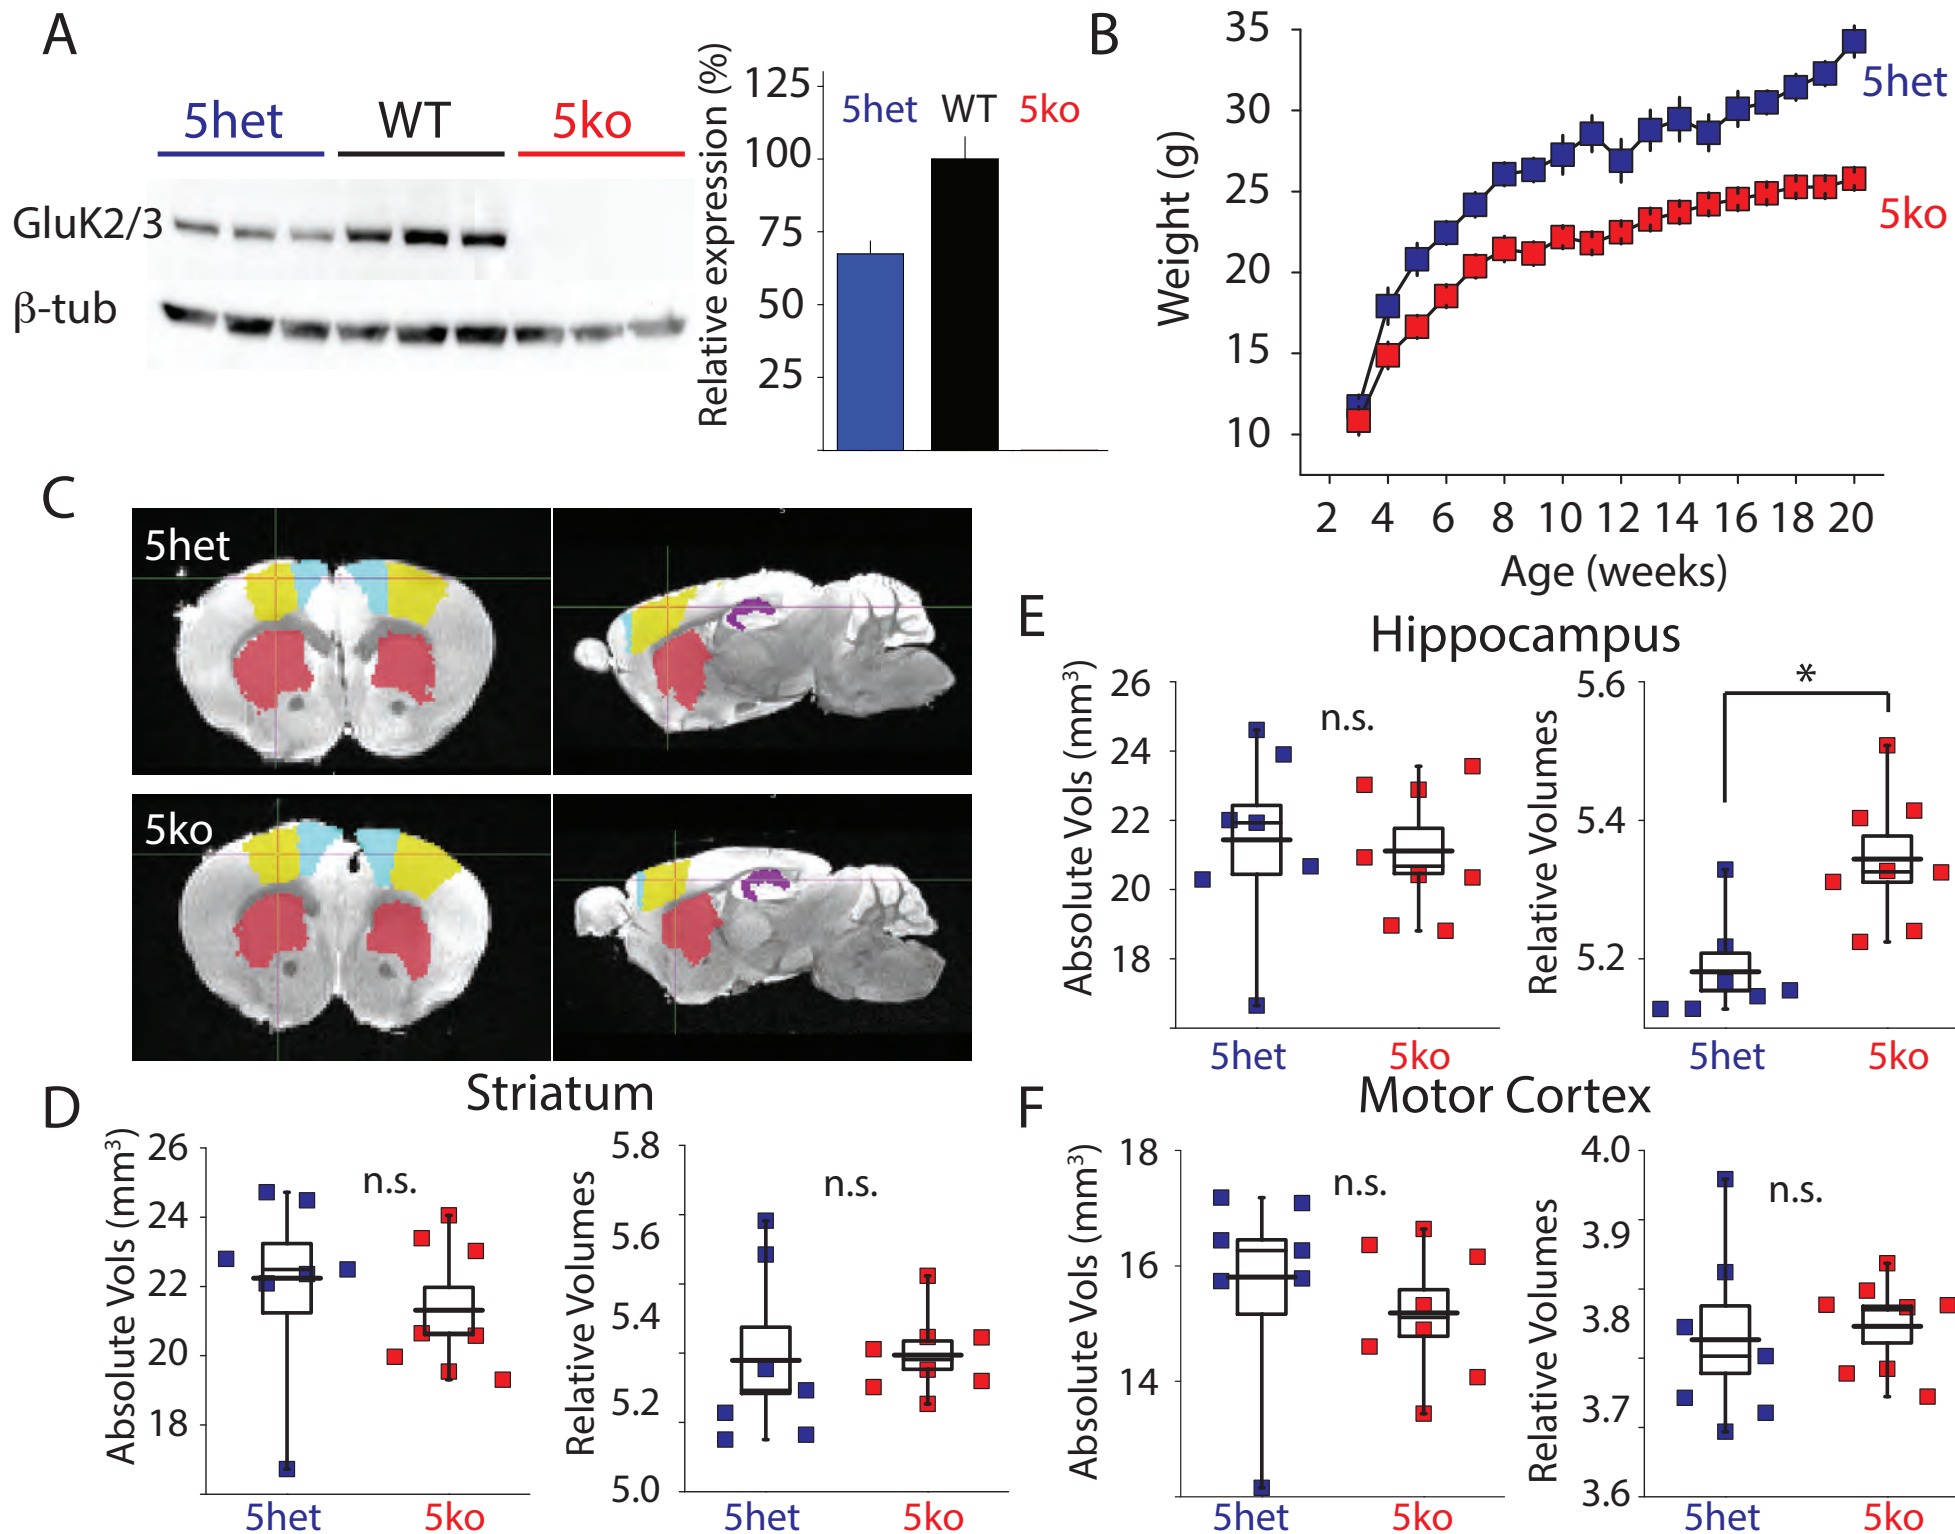 A
5het WT 5ko
GluK2/3
β-tub
Relative expression (%)
125
100
75
50
25
5het WT 5ko
B
Weight (g)
35
30
25
20
15
10
5het
5ko
2 4 6 8 10 12 14 16 18 20
Age (weeks)
C
5het
5ko
D
Striatum
Absolute Vols (mm³)
26
24
22
20
18
n.s.
5het 5ko
Relative Volumes
5.8
5.6
5.4
5.2
5.0
n.s.
5het 5ko
E
Hippocampus
Absolute Vols (mm³)
26
24
22
20
18
n.s.
5het 5ko
Relative Volumes
5.6
5.4
5.2
*
5het 5ko
F
Motor Cortex
Absolute Vols (mm³)
18
16
14
n.s.
5het 5ko
Relative Volumes
4.0
3.9
3.8
3.7
3.6
n.s.
5het 5ko